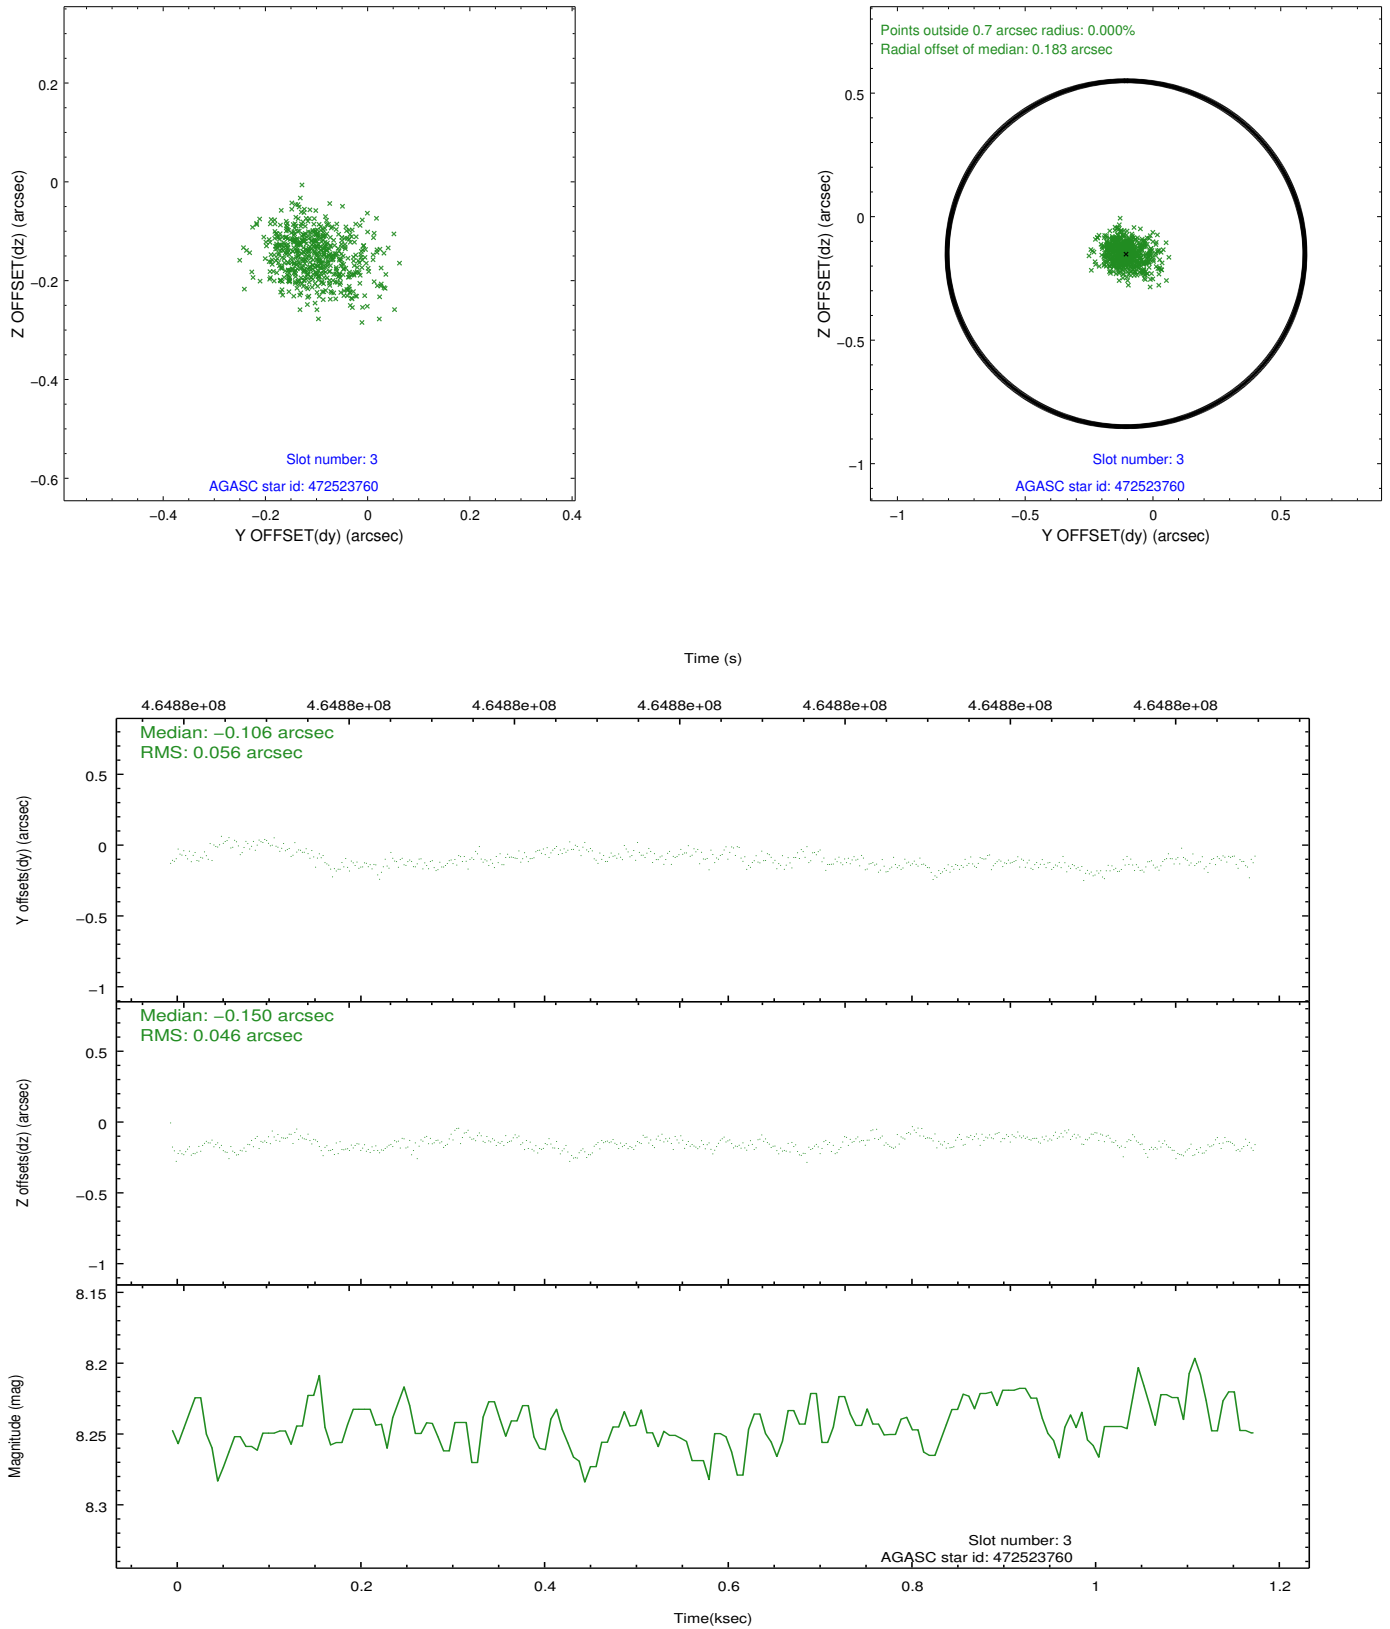 0.2
0
−0.2
−0.4
−0.6
Z OFFSET(dz) (arcsec)
Slot number: 3
AGASC star id: 472523760
−0.4 −0.2 0 0.2 0.4
Y OFFSET(dy) (arcsec)
Points outside 0.7 arcsec radius: 0.000%
Radial offset of median: 0.183 arcsec
0.5
0
−0.5
−1
Z OFFSET(dz) (arcsec)
Slot number: 3
AGASC star id: 472523760
−1 −0.5 0 0.5
Y OFFSET(dy) (arcsec)
Time (s)
4.6488e+08 4.6488e+08 4.6488e+08 4.6488e+08 4.6488e+08 4.6488e+08 4.6488e+08
Median: −0.106 arcsec
RMS: 0.056 arcsec
0.5
0
−0.5
−1
Y offsets(dy) (arcsec)
Median: −0.150 arcsec
RMS: 0.046 arcsec
0.5
0
−0.5
−1
Z offsets(dz) (arcsec)
8.15
8.2
8.25
8.3
Magnitude (mag)
Slot number: 3
AGASC star id: 472523760
0 0.2 0.4 0.6 0.8 1 1.2
Time(ksec)